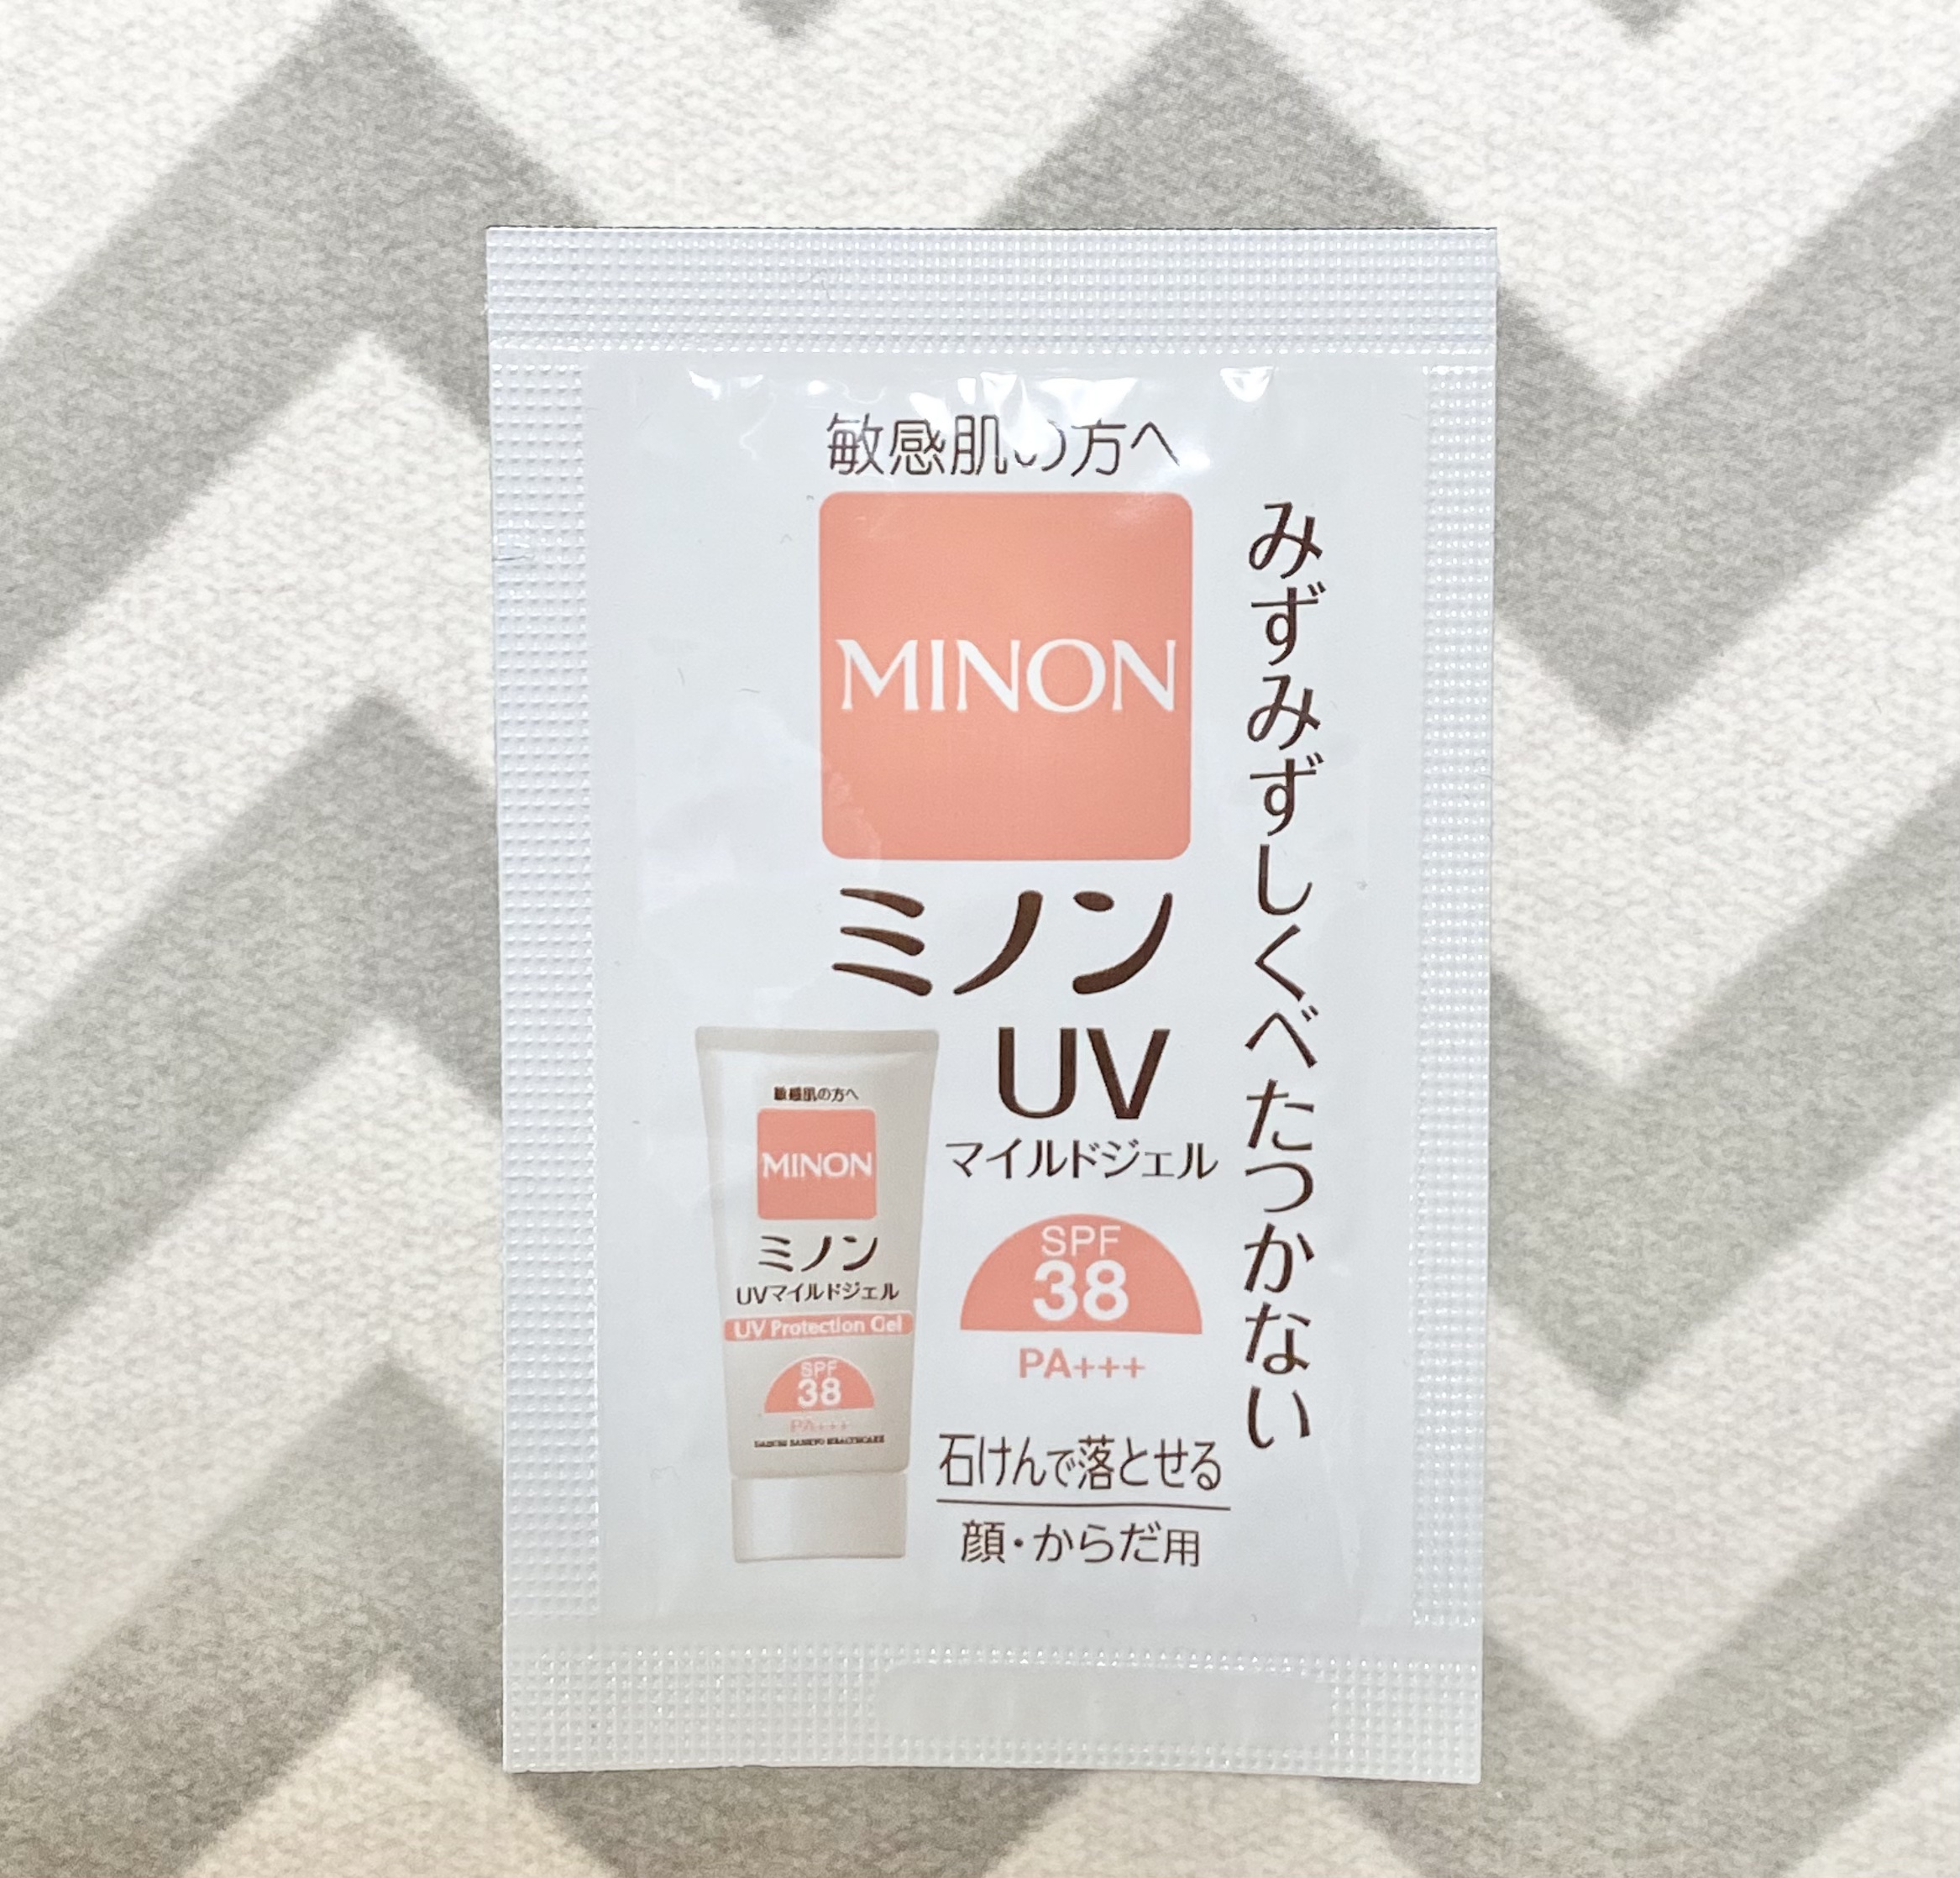 敏感肌の方へ
MINON
ミノン
UV
マイルドジェル
SPF
38
PA+++
石けんで落とせる
顔・からだ用
みずみずしくべたつかない
敏感肌の方へ
MINON
ミノン
UVマイルドジェル
UV Protection Gel
SPF
38
PA+++
DAIICHI SANKYO HEALTHCARE